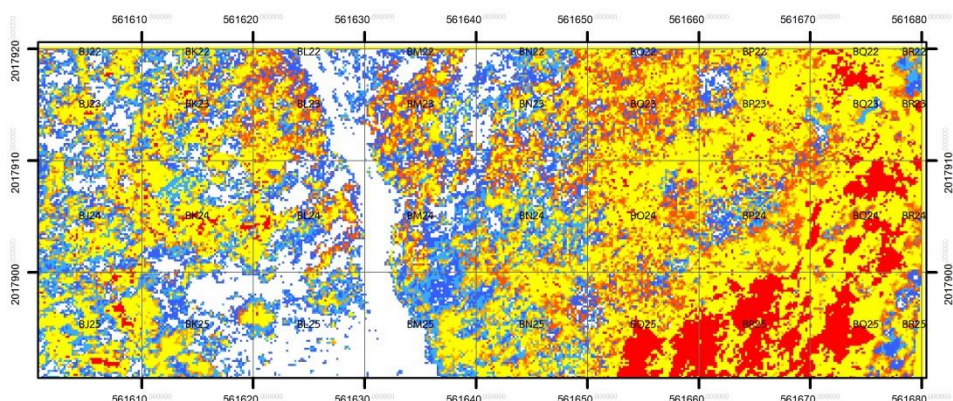 561610 561620 561630 561640 561650 561660 561670 561680
2017920
BJ22 BK22 BL22 BM22 BN22 BO22 BP22 BQ22 BR22
BJ23 BK23 BL23 BM23 BN23 BO23 BP23 BQ23 BR23
2017910 2017910
BJ24 BK24 BL24 BM24 BN24 BO24 BP24 BQ24 BR24
2017900 2017900
BJ25 BK25 BL25 BM25 BN25 BO25 BP25 BQ25 BR25
561610 561620 561630 561640 561650 561660 561670 561680